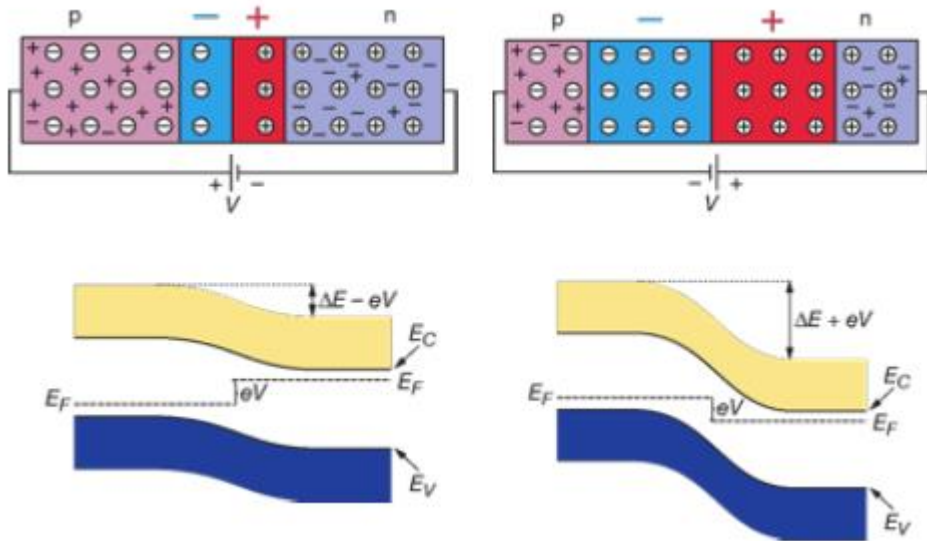 p − + n
+ −
V
p − + n
− +
V
ΔE − eV
E_C
E_F
E_F
eV
E_V
ΔE + eV
E_C
E_F
eV
E_F
E_V